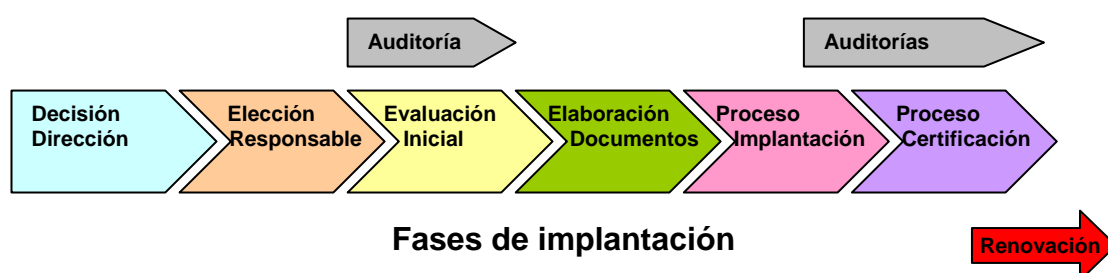 Auditoría
Auditorías
Decisión
Dirección
Elección
Responsable
Evaluación
Inicial
Elaboración
Documentos
Proceso
Implantación
Proceso
Certificación
Fases de implantación
Renovación